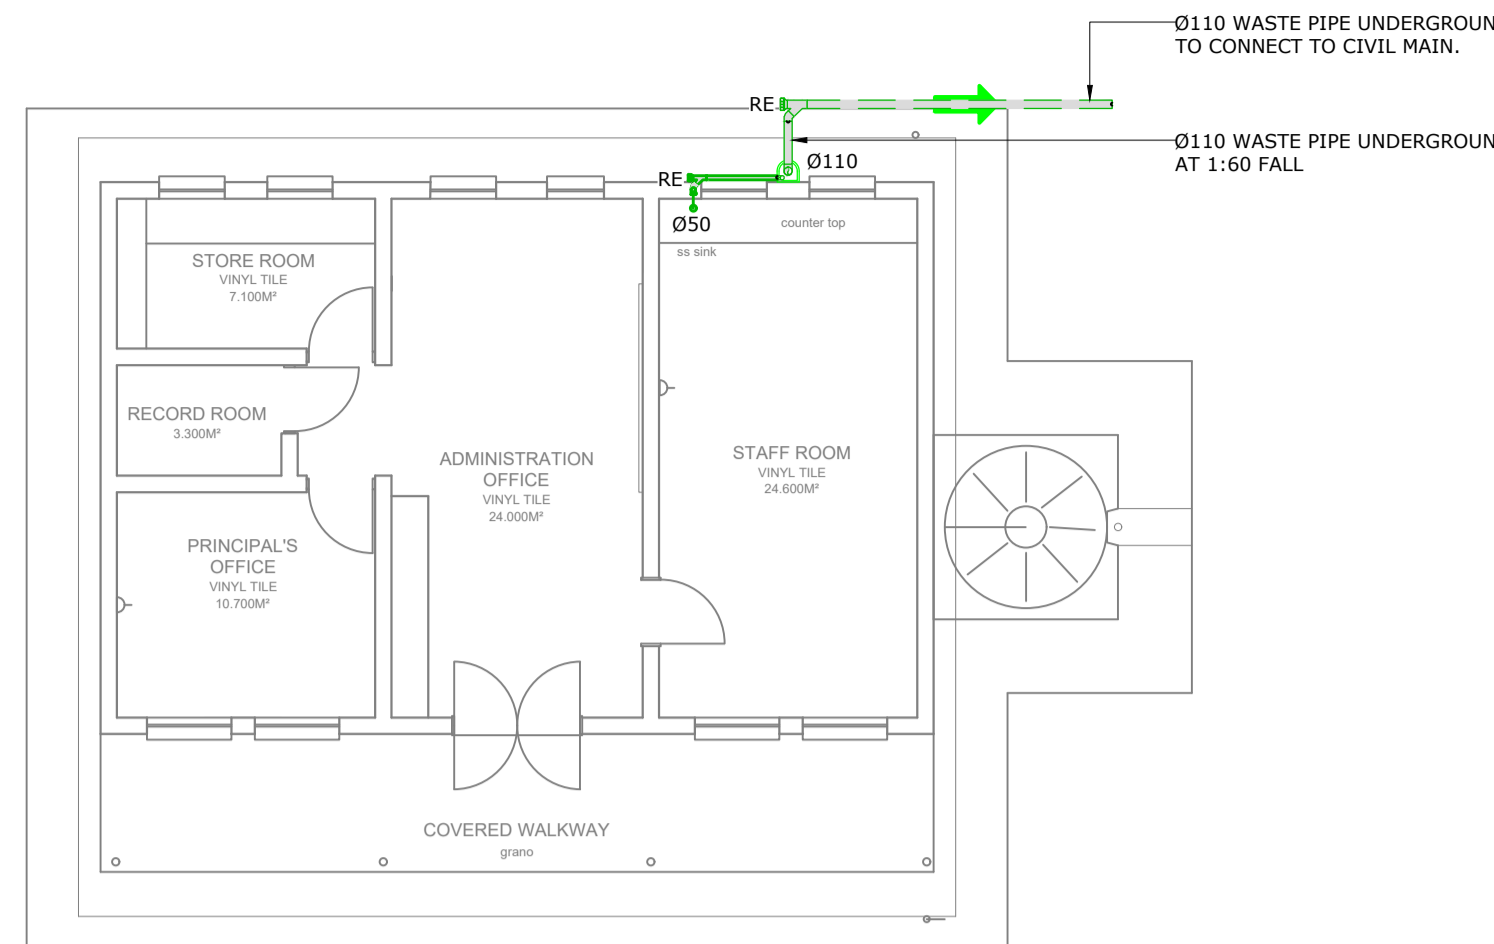 Ø110 WASTE PIPE UNDERGROUN
TO CONNECT TO CIVIL MAIN.
RE
Ø110 WASTE PIPE UNDERGROUN
AT 1:60 FALL
Ø110
RE
Ø50
counter top
ss sink
STORE ROOM
VINYL TILE
7.100M²
RECORD ROOM
3.300M²
ADMINISTRATION
OFFICE
VINYL TILE
24.000M²
STAFF ROOM
VINYL TILE
24.600M²
PRINCIPAL'S
OFFICE
VINYL TILE
10.700M²
COVERED WALKWAY
grano